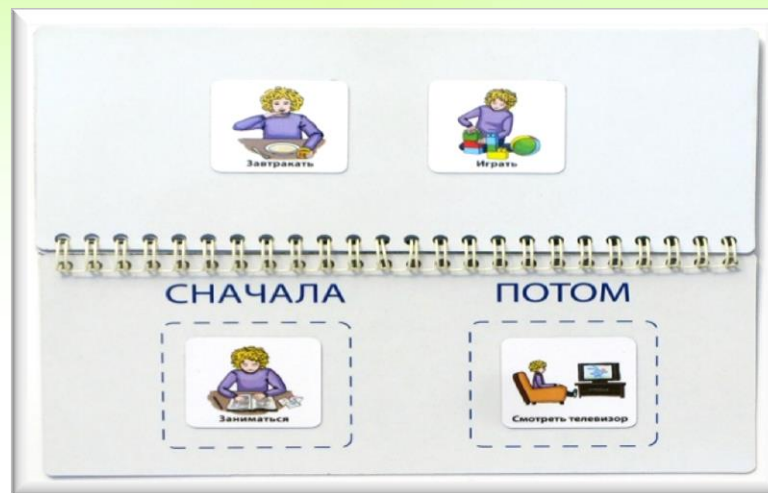 Завтракать
Играть
СНАЧАЛА ПОТОМ
Заниматься
Смотреть телевизор